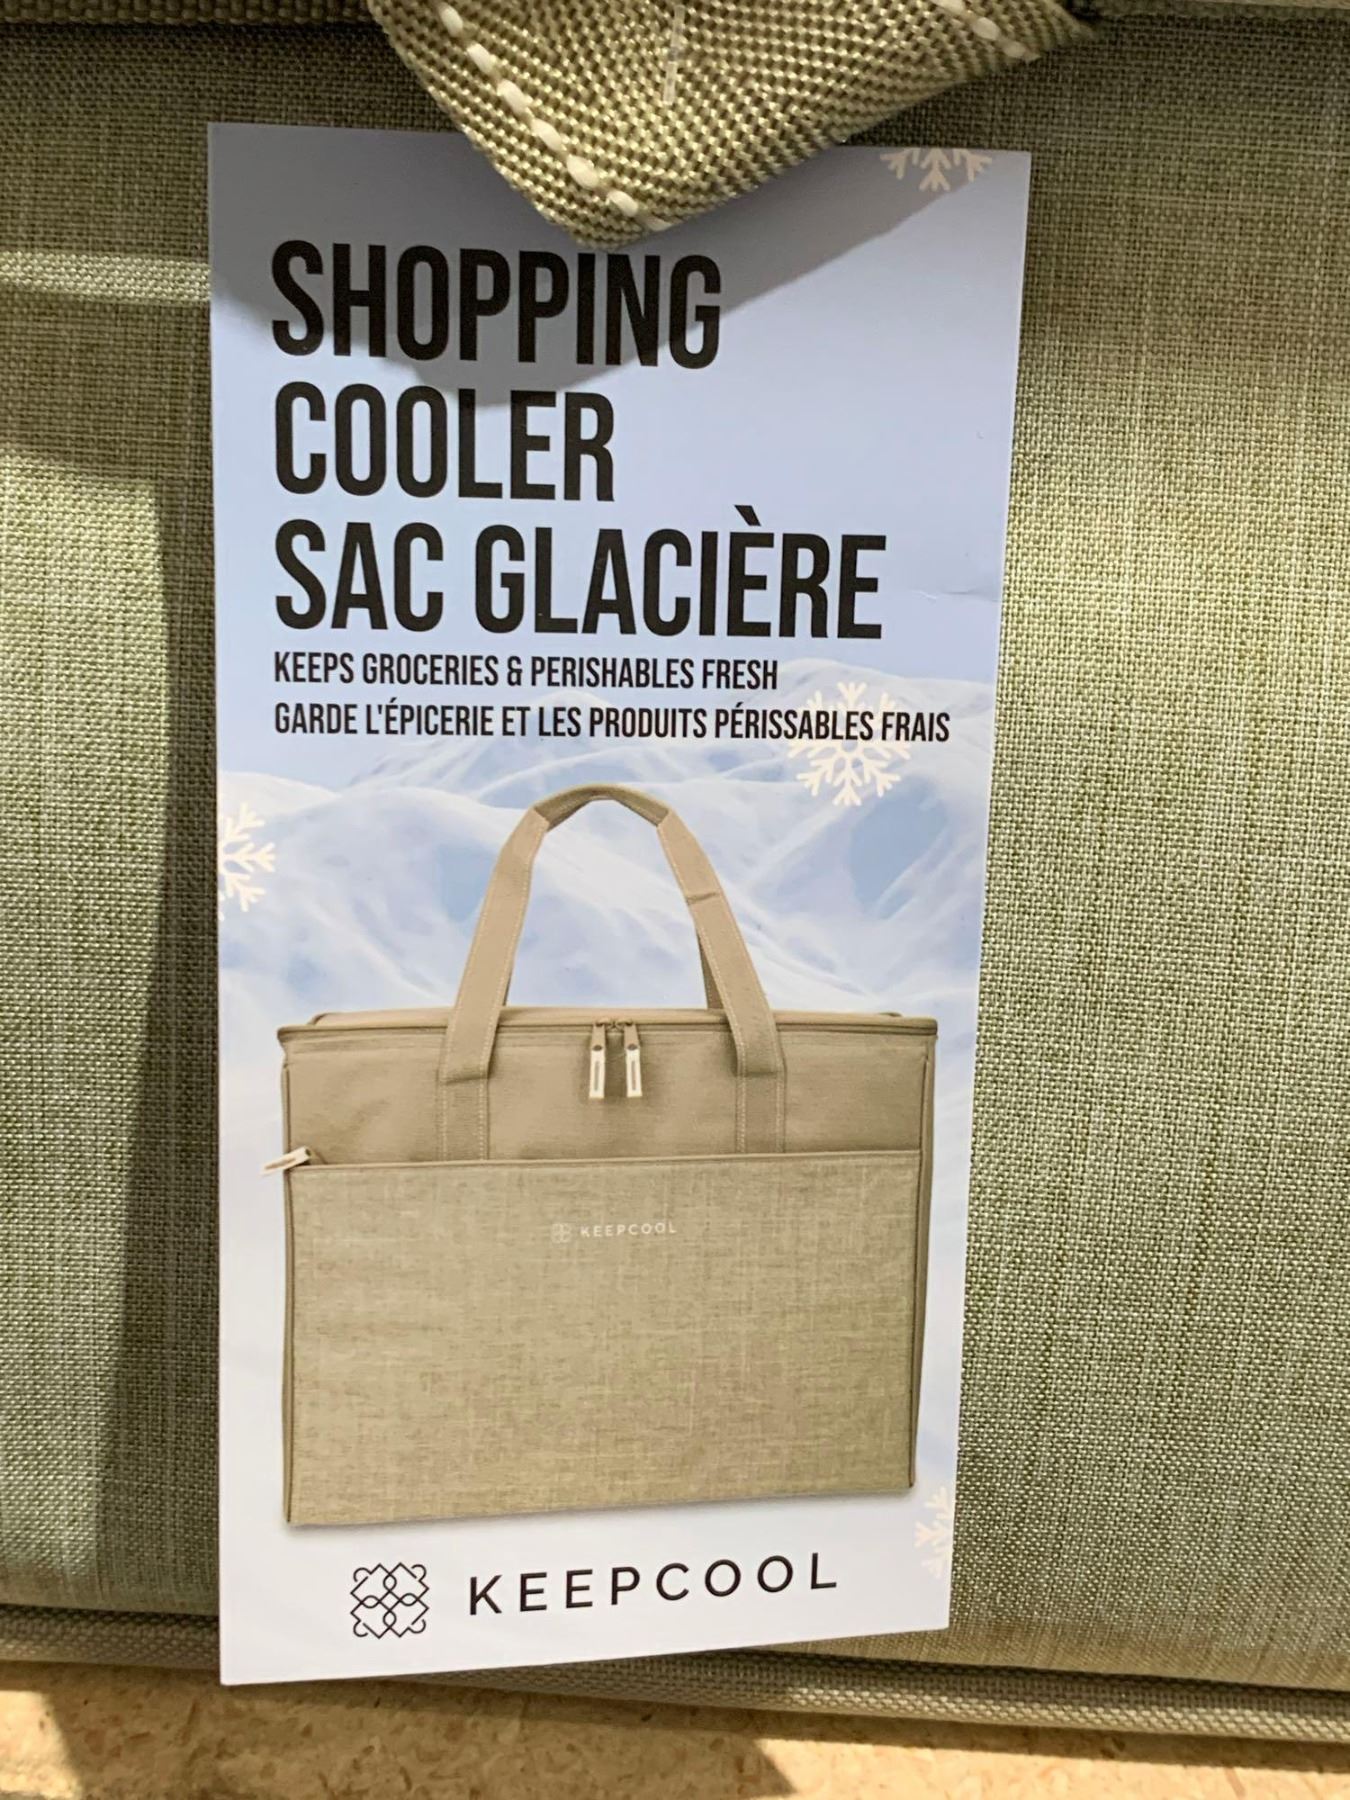 SHOPPING
COOLER
SAC GLACIÈRE
KEEPS GROCERIES & PERISHABLES FRESH
GARDE L'ÉPICERIE ET LES PRODUITS PÉRISSABLES FRAIS
KEEPCOOL
KEEPCOOL